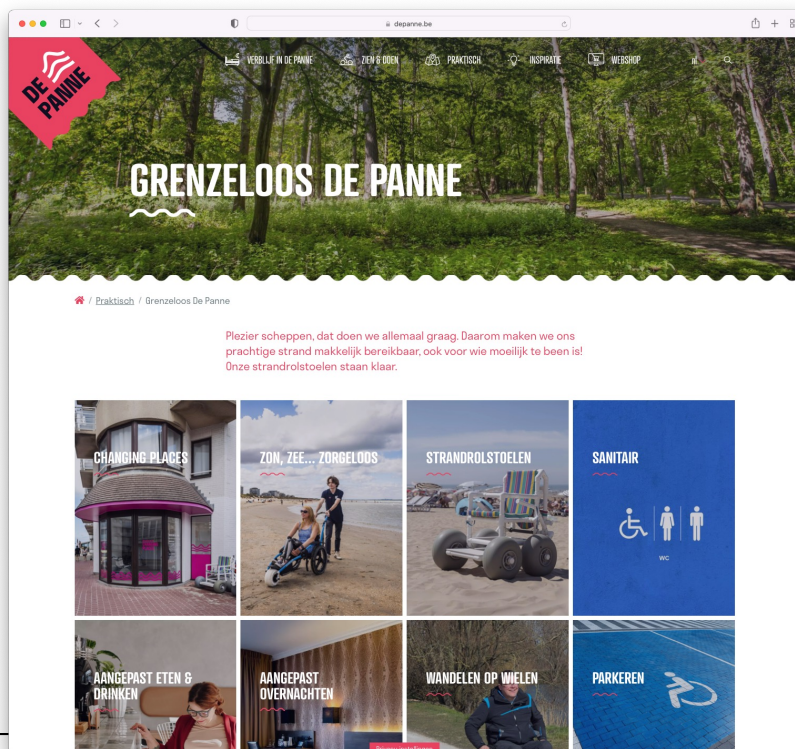 depanne.be
DE
PANNE
VERBLIJF IN DE PANNE
ZIEN & DOEN
PRAKTISCH
INSPIRATIE
WEBSHOP
GRENZELOOS DE PANNE
/ Praktisch / Grenzeloos De Panne
Plezier scheppen, dat doen we allemaal graag. Daarom maken we ons
prachtige strand makkelijk bereikbaar, ook voor wie moeilijk te been is!
Onze strandrolstoelen staan klaar.
CHANGING PLACES
ZON, ZEE... ZORGELOOS
STRANDROLSTOELEN
SANITAIR
WC
AANGEPAST ETEN &
DRINKEN
AANGEPAST
OVERNACHTEN
WANDELEN OP WIELEN
PARKEREN